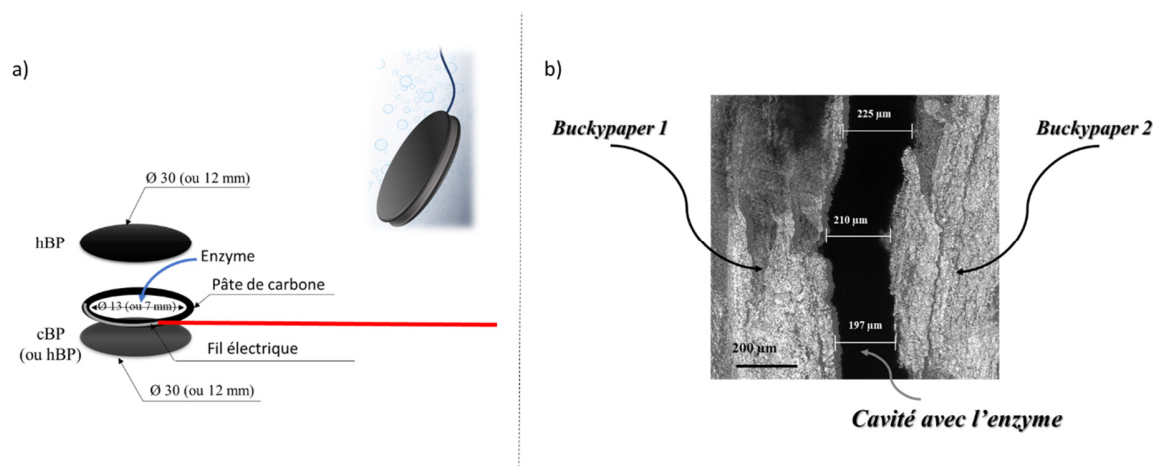 a)
Ø 30 (ou 12 mm)
hBP
Enzyme
Pâte de carbone
Ø 13 (ou 7 mm)
cBP
(ou hBP)
Fil électrique
Ø 30 (ou 12 mm)
b)
225 µm
Buckypaper 1
Buckypaper 2
210 µm
197 µm
200 µm
Cavité avec l'enzyme